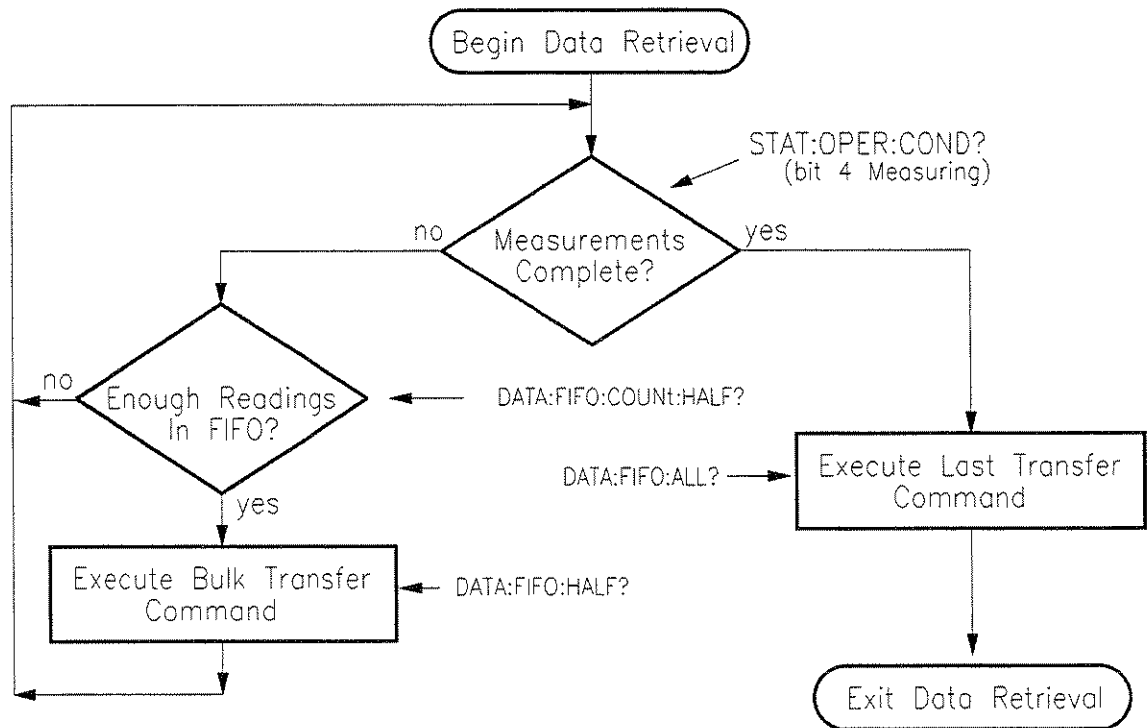 Begin Data Retrieval
STAT:OPER:COND?
(bit 4 Measuring)
no
Measurements
Complete?
yes
no
Enough Readings
In FIFO?
DATA:FIFO:COUNt:HALF?
yes
DATA:FIFO:ALL?
Execute Last Transfer
Command
Execute Bulk Transfer
Command
DATA:FIFO:HALF?
Exit Data Retrieval